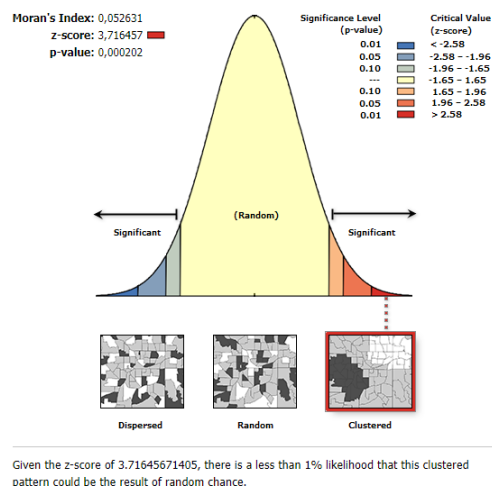 Moran's Index: 0,052631
z-score: 3,716457
p-value: 0,000202
Significance Level Critical Value
(p-value) (z-score)
0.01 < -2.58
0.05 -2.58 – -1.96
0.10 -1.96 – -1.65
--- -1.65 – 1.65
0.10 1.65 – 1.96
0.05 1.96 – 2.58
0.01 > 2.58
(Random)
Significant Significant
Dispersed Random Clustered
Given the z-score of 3.71645671405, there is a less than 1% likelihood that this clustered
pattern could be the result of random chance.